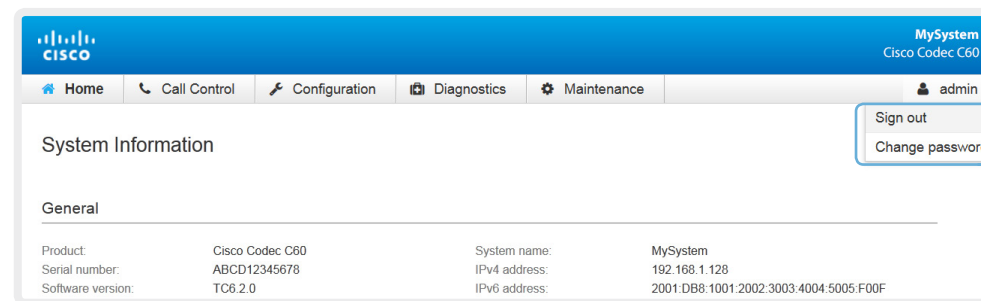 MySystem
CISCO
Cisco Codec C60
Home Call Control Configuration Diagnostics Maintenance admin
Sign out
System Information
Change passwor
General
Product: Cisco Codec C60 System name: MySystem
Serial number: ABCD12345678 IPv4 address: 192.168.1.128
Software version: TC6.2.0 IPv6 address: 2001:DB8:1001:2002:3003:4004:5005:F00F